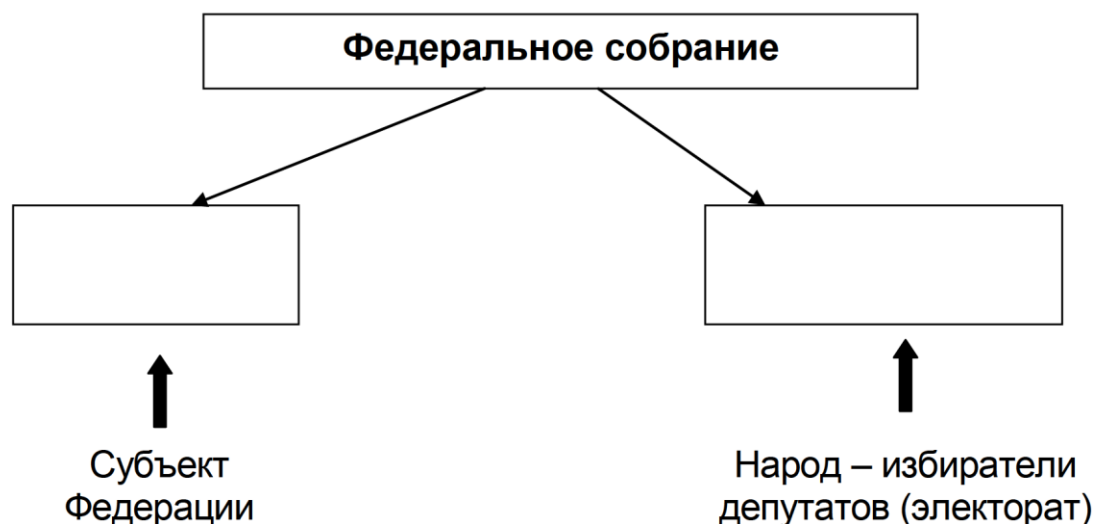 Федеральное собрание
Субъект
Федерации
Народ – избиратели
депутатов (электорат)